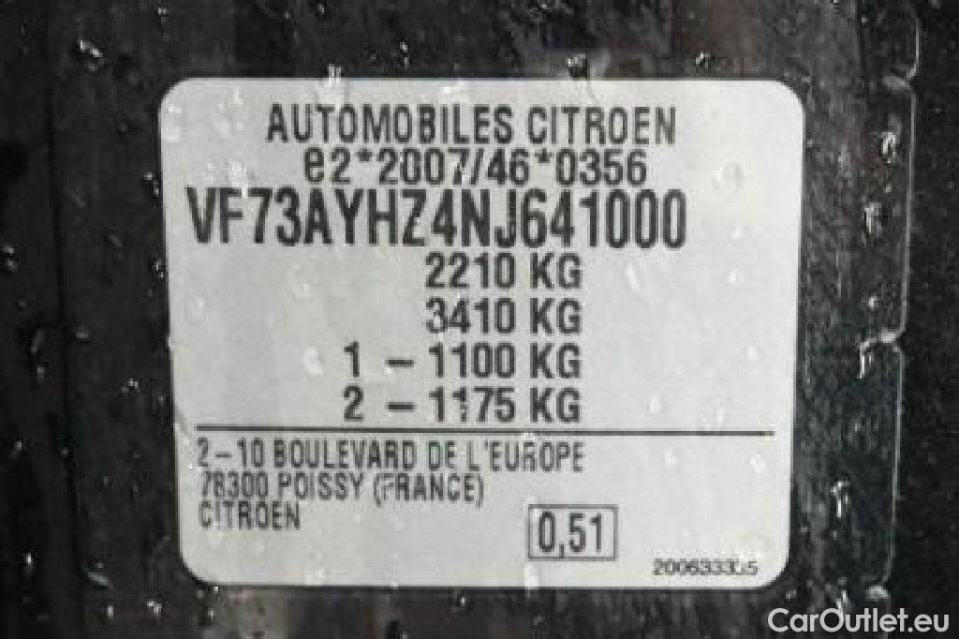 AUTOMOBILES CITROEN
e2*2007/46*0356
VF73AYHZ4NJ641000
2210 KG
3410 KG
1 - 1100 KG
2 - 1175 KG
2-10 BOULEVARD DE L'EUROPE
78300 POISSY (FRANCE)
CITROEN
0,51
CarOutlet.eu